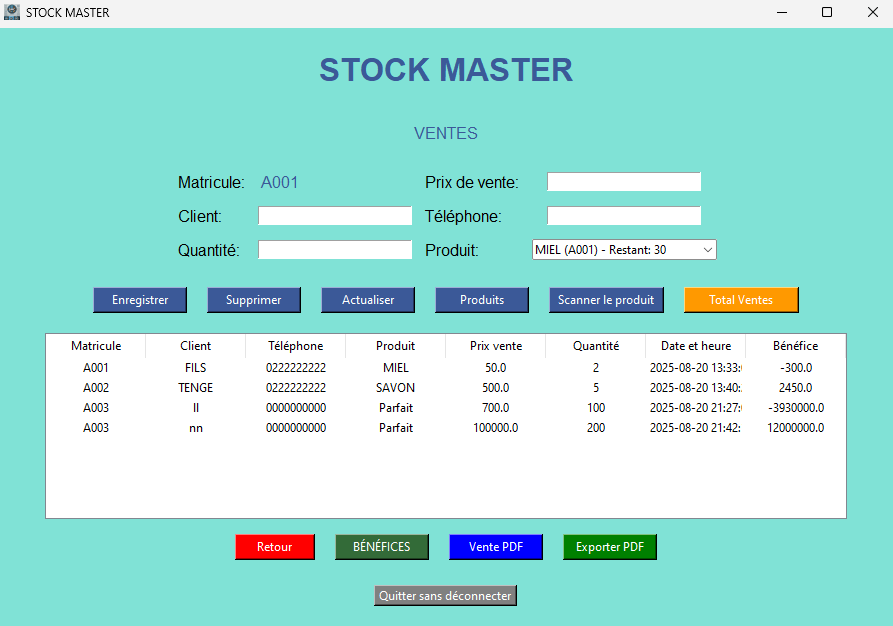 STOCK MASTER
STOCK MASTER
VENTES
Matricule: A001 Prix de vente:
Client: Téléphone:
Quantité: Produit: MIEL (A001) - Restant: 30
Enregistrer Supprimer Actualiser Produits Scanner le produit Total Ventes
Matricule Client Téléphone Produit Prix vente Quantité Date et heure Bénéfice
A001 FILS 0222222222 MIEL 50.0 2 2025-08-20 13:33: -300.0
A002 TENGE 0222222222 SAVON 500.0 5 2025-08-20 13:40: 2450.0
A003 ll 0000000000 Parfait 700.0 100 2025-08-20 21:27: -3930000.0
A003 nn 0000000000 Parfait 100000.0 200 2025-08-20 21:42: 12000000.0
Retour BÉNÉFICES Vente PDF Exporter PDF
Quitter sans déconnecter